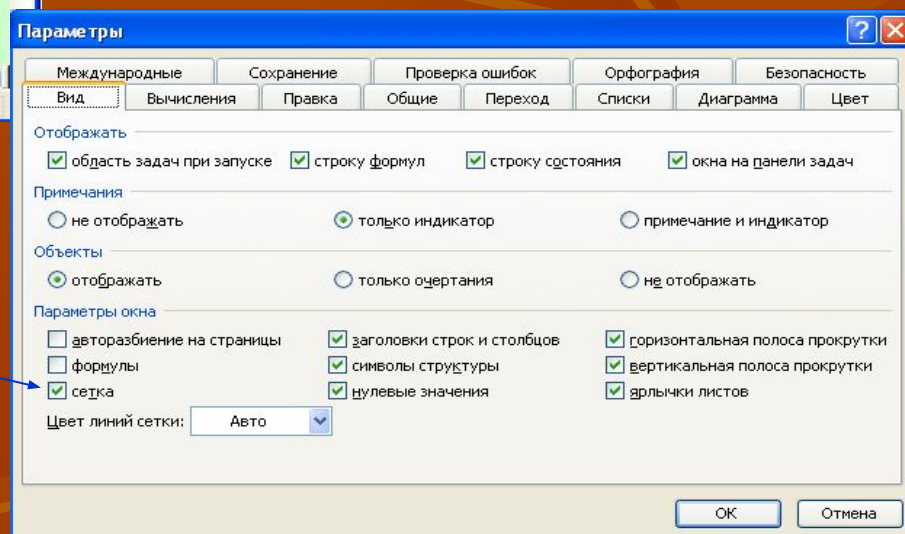 Параметры
Международные Сохранение Проверка ошибок Орфография Безопасность
Вид Вычисления Правка Общие Переход Списки Диаграмма Цвет
Отображать
область задач при запуске строку формул строку состояния окна на панели задач
Примечания
не отображать только индикатор примечание и индикатор
Объекты
отображать только очертания не отображать
Параметры окна
авторазбиение на страницы заголовки строк и столбцов горизонтальная полоса прокрутки
формулы символы структуры вертикальная полоса прокрутки
сетка нулевые значения ярлычки листов
Цвет линий сетки: Авто
ОК Отмена